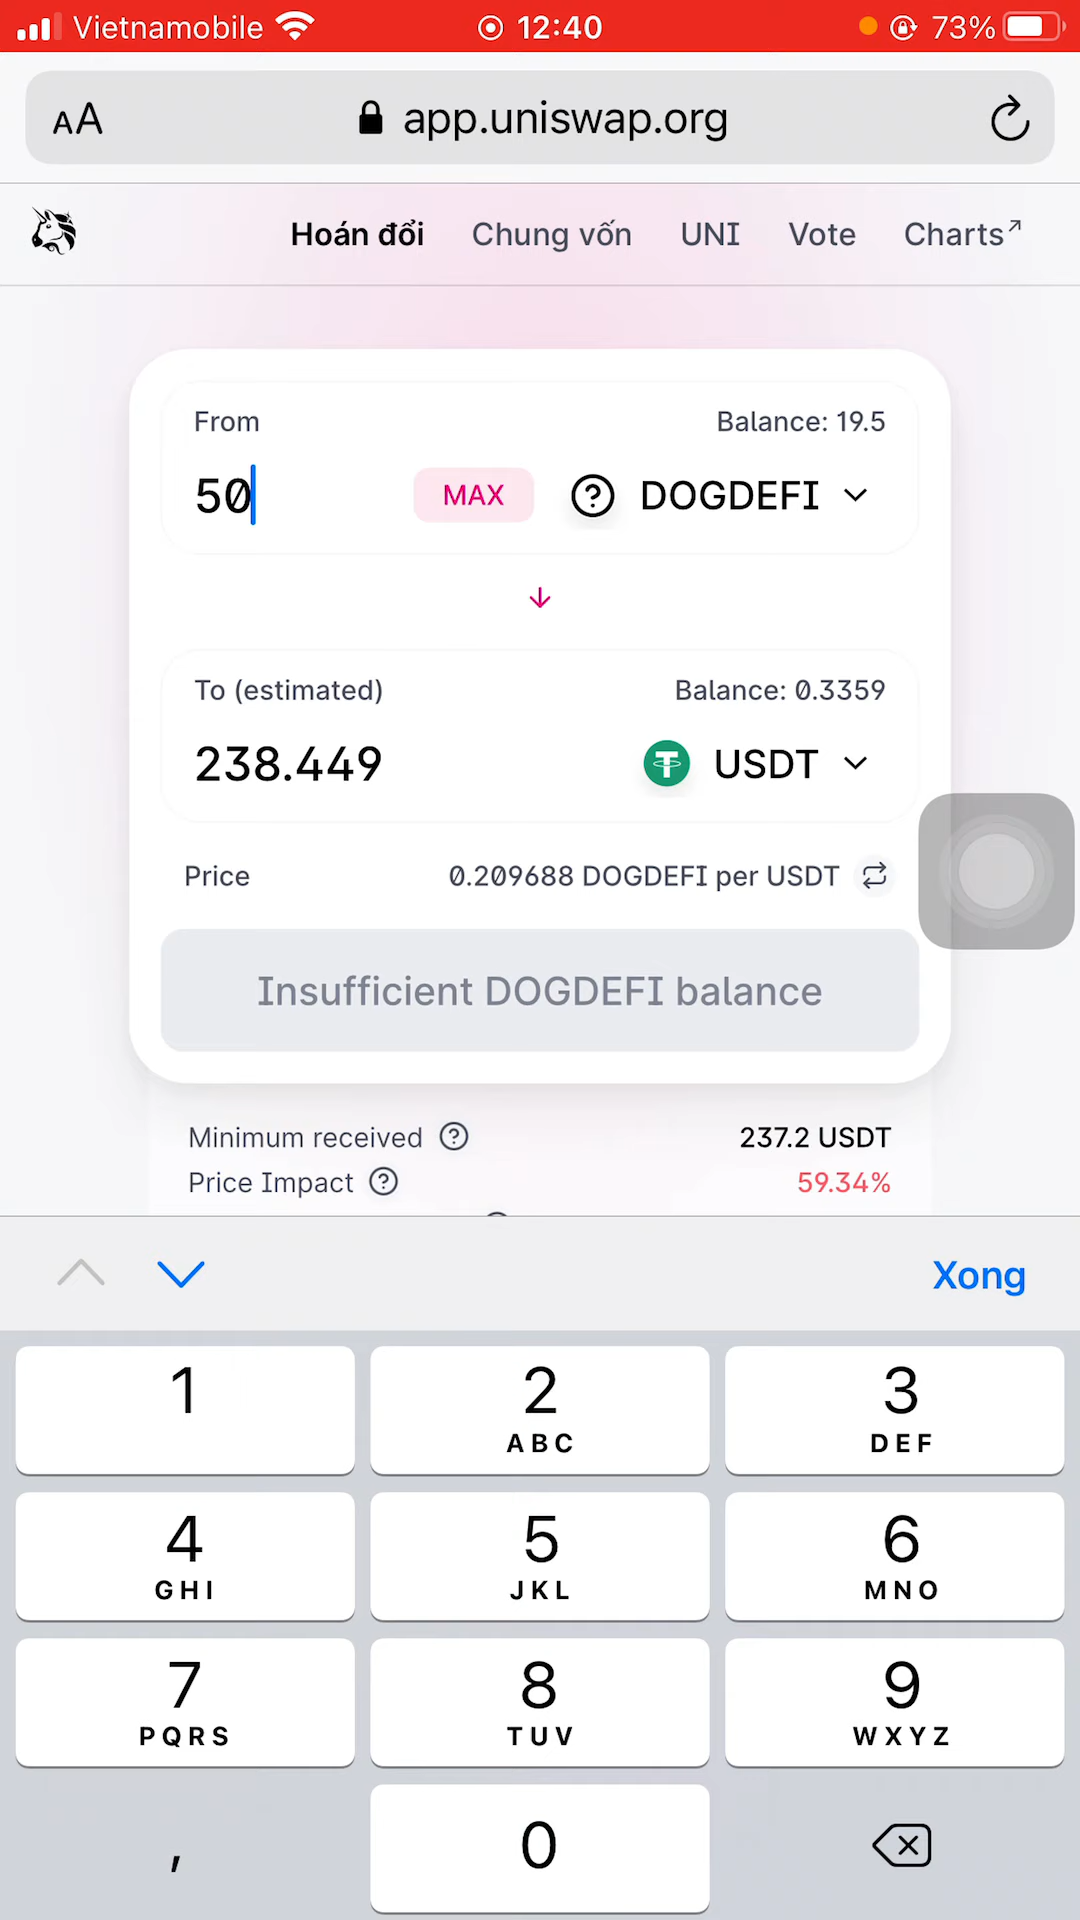 Vietnamobile 12:40 73%
AA app.uniswap.org
Hoán đổi Chung vốn UNI Vote Charts↗
From Balance: 19.5
50 MAX DOGDEFI
To (estimated) Balance: 0.3359
238.449 USDT
Price 0.209688 DOGDEFI per USDT
Insufficient DOGDEFI balance
Minimum received ? 237.2 USDT
Price Impact ? 59.34%
Xong
1 2 3
ABC DEF
4 5 6
GHI JKL MNO
7 8 9
PQRS TUV WXYZ
, 0